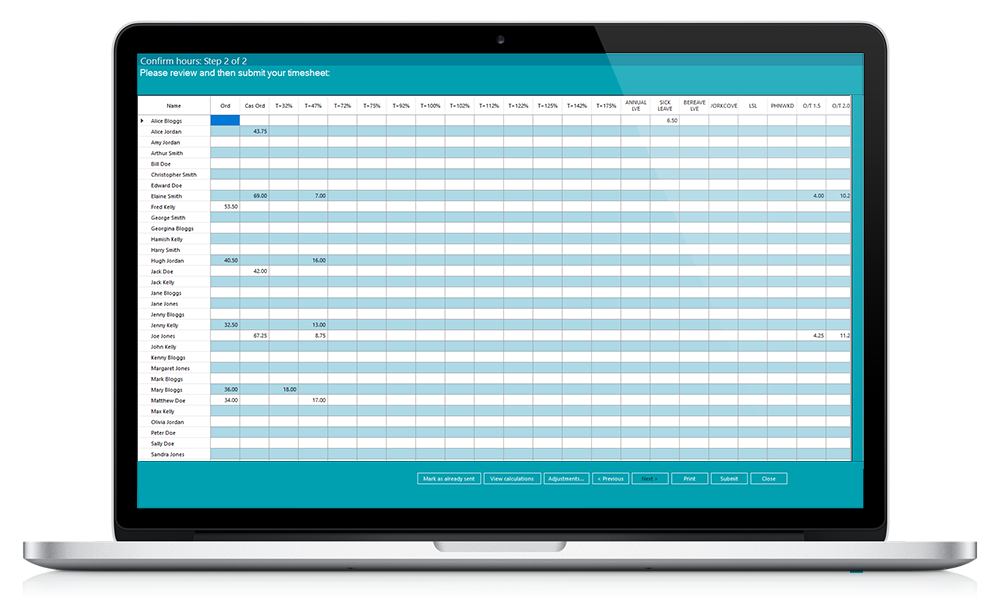 Confirm hours: Step 2 of 2
Please review and then submit your timesheet:
Name Ord Cas Ord T=32% T=47% T=72% T=75% T=92% T=100% T=102% T=112% T=122% T=125% T=142% T=175% ANNUAL LVE SICK LEAVE BEREAVE LVE JORKCOVE LSL PHNWKD O/T 1.5 O/T 2.0
Alice Bloggs 6.50
Alice Jordan 43.75
Amy Jordan
Arthur Smith
Bill Doe
Christopher Smith
Edward Doe
Elaine Smith 69.00 7.00 4.00 10.2
Fred Kelly 53.50
George Smith
Georgina Bloggs
Hamish Kelly
Harry Smith
Hugh Jordan 40.50 16.00
Jack Doe 42.00
Jack Kelly
Jane Bloggs
Jane Jones
Jenny Bloggs
Jenny Kelly 32.50 13.00
Joe Jones 67.25 8.75 4.25 11.2
John Kelly
Kenny Bloggs
Margaret Jones
Mark Bloggs
Mary Bloggs 36.00 18.00
Matthew Doe 34.00 17.00
Max Kelly
Olivia Jordan
Peter Doe
Sally Doe
Sandra Jones
Mark as already sent View calculations Adjustments... < Previous Next > Print Submit Close